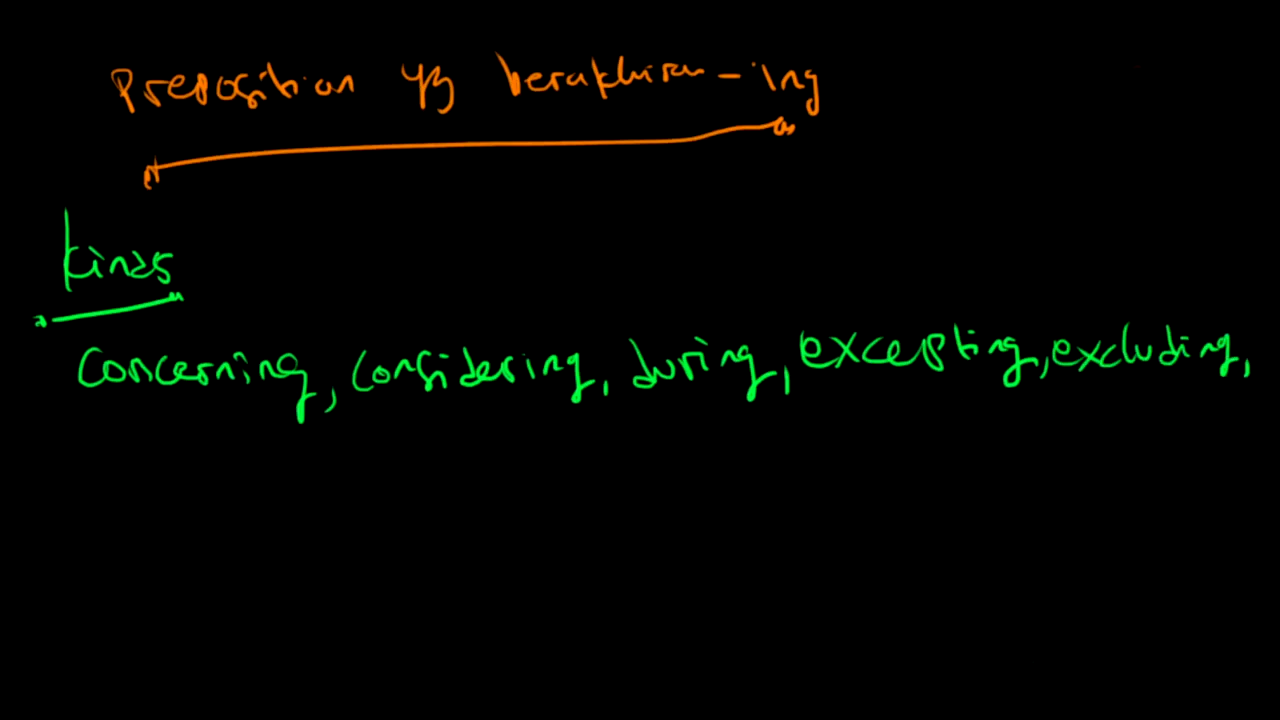 Preposition yg berakhiran -ing
kinds
Concerning, considering, during, excepting, excluding,